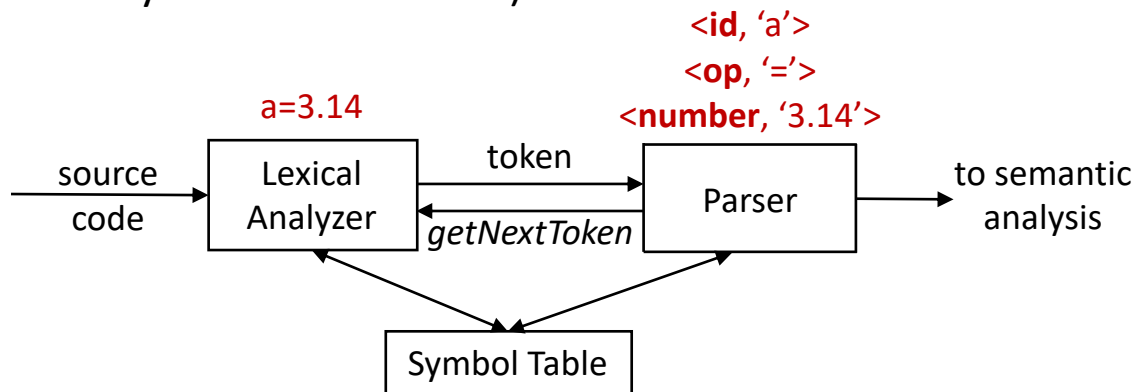 <id, ‘a’>
<op, ‘=’>
<number, ‘3.14’>
a=3.14
source
code
Lexical
Analyzer
token
getNextToken
Parser
to semantic
analysis
Symbol Table